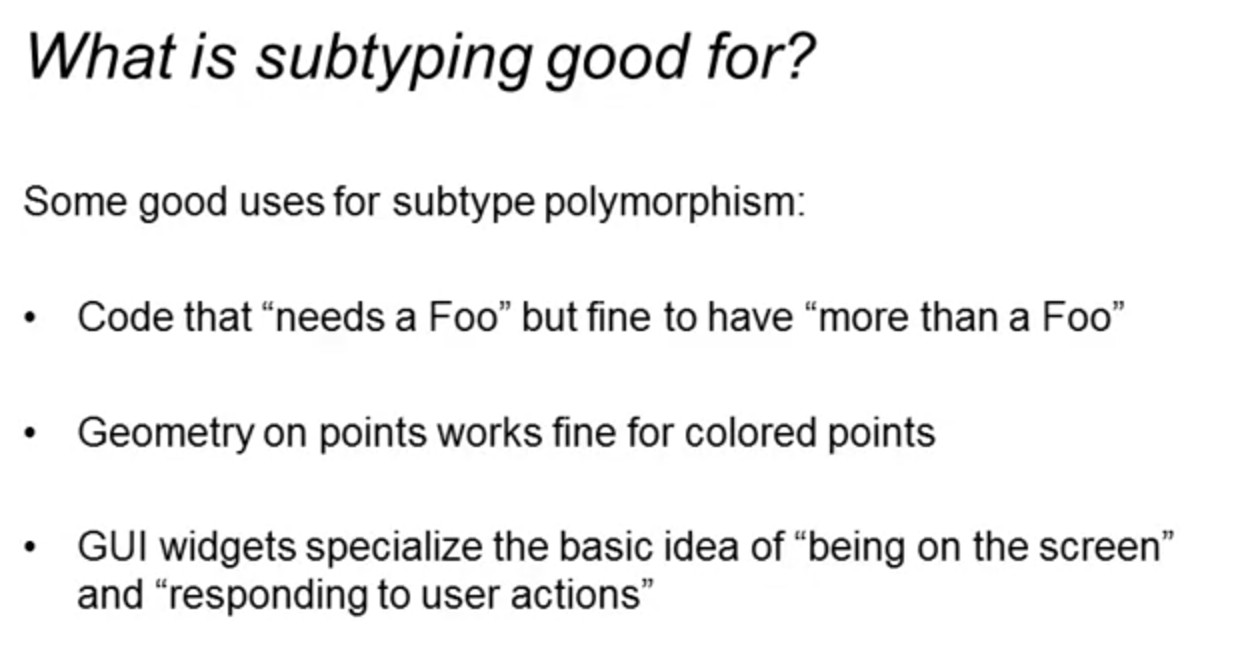 What is subtyping good for?
Some good uses for subtype polymorphism:
• Code that “needs a Foo” but fine to have “more than a Foo”
• Geometry on points works fine for colored points
• GUI widgets specialize the basic idea of “being on the screen”
and “responding to user actions”